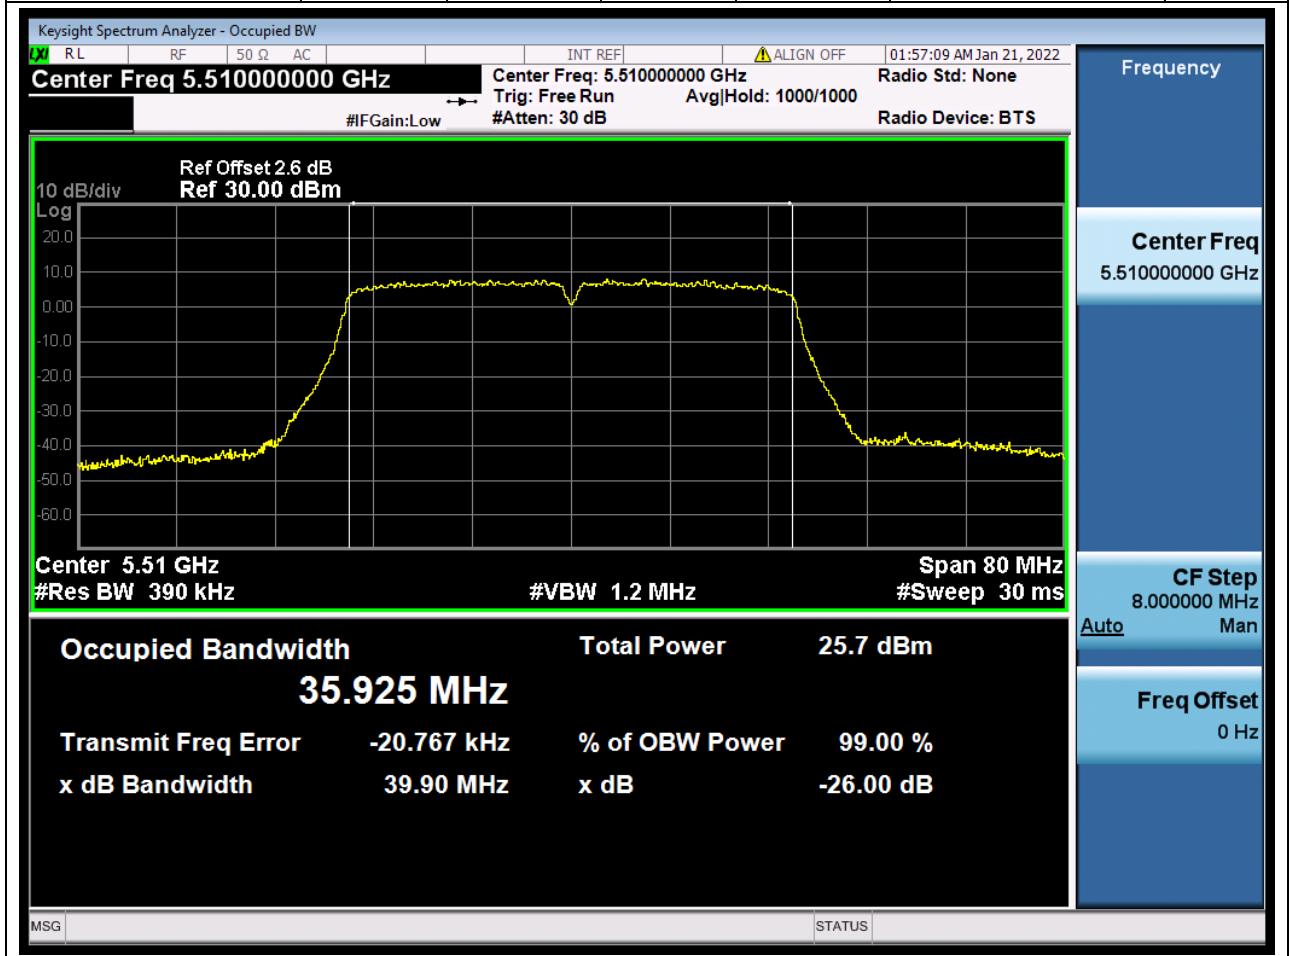 Keysight Spectrum Analyzer - Occupied BW
LXI RL RF 50 Ω AC INT REF ALIGN OFF 01:57:09 AM Jan 21, 2022
Center Freq 5.510000000 GHz
Center Freq: 5.510000000 GHz
Radio Std: None
Trig: Free Run Avg|Hold: 1000/1000
#IFGain:Low
#Atten: 30 dB
Radio Device: BTS
Ref Offset 2.6 dB
10 dB/div Ref 30.00 dBm
Log
20.0
10.0
0.00
-10.0
-20.0
-30.0
-40.0
-50.0
-60.0
Center 5.51 GHz Span 80 MHz
#Res BW 390 kHz #VBW 1.2 MHz #Sweep 30 ms
Occupied Bandwidth Total Power 25.7 dBm
35.925 MHz
Transmit Freq Error -20.767 kHz % of OBW Power 99.00 %
x dB Bandwidth 39.90 MHz x dB -26.00 dB
MSG STATUS
Frequency
Center Freq
5.510000000 GHz
CF Step
8.000000 MHz
Auto Man
Freq Offset
0 Hz